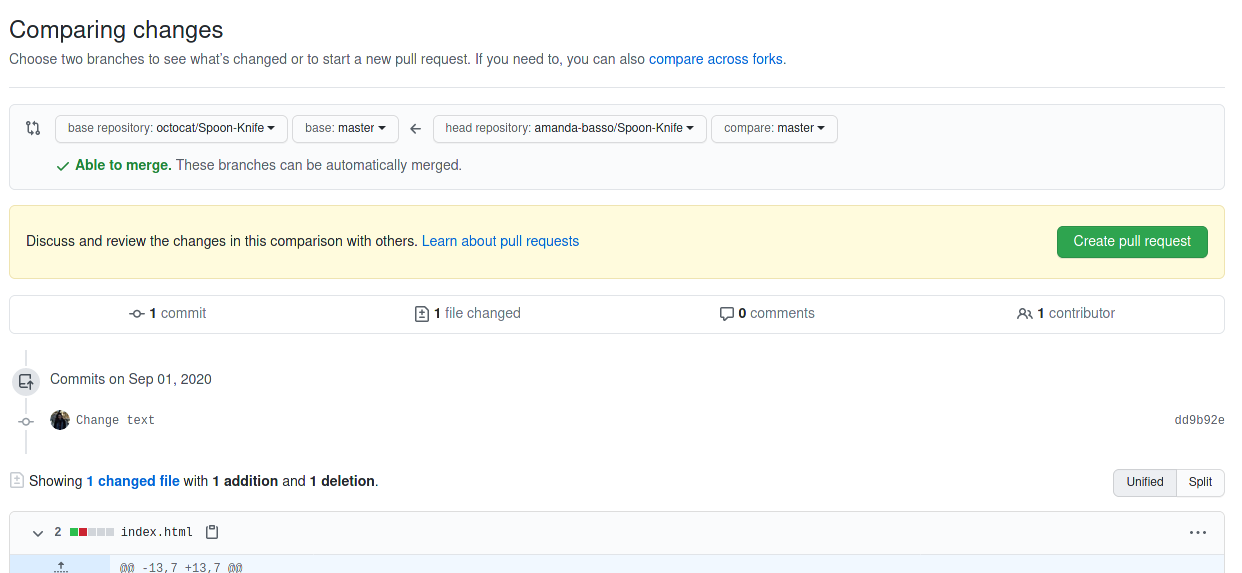 Comparing changes
Choose two branches to see what's changed or to start a new pull request. If you need to, you can also compare across forks.
base repository: octocat/Spoon-Knife base: master head repository: amanda-basso/Spoon-Knife compare: master
Able to merge. These branches can be automatically merged.
Discuss and review the changes in this comparison with others. Learn about pull requests Create pull request
1 commit 1 file changed 0 comments 1 contributor
Commits on Sep 01, 2020
Change text dd9b92e
Showing 1 changed file with 1 addition and 1 deletion. Unified Split
2 index.html
@@ -13,7 +13,7 @@